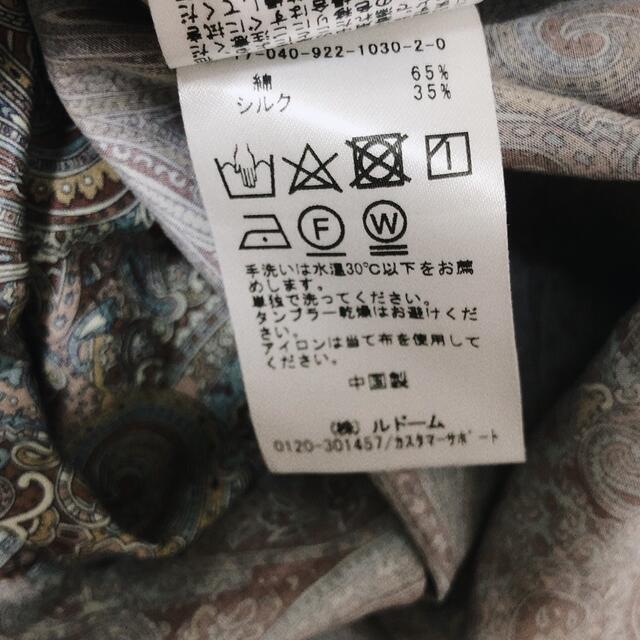 17-040-922-1030-2-0
綿 65%
シルク 35%
1
F W
手洗いは水温30℃以下をお薦
めします。
単独で洗ってください。
タンブラー乾燥はお避けくだ
さい。
アイロンは当て布を使用して
ください。
中国製
(株) ルドーム
0120-301457/カスタマーサポート